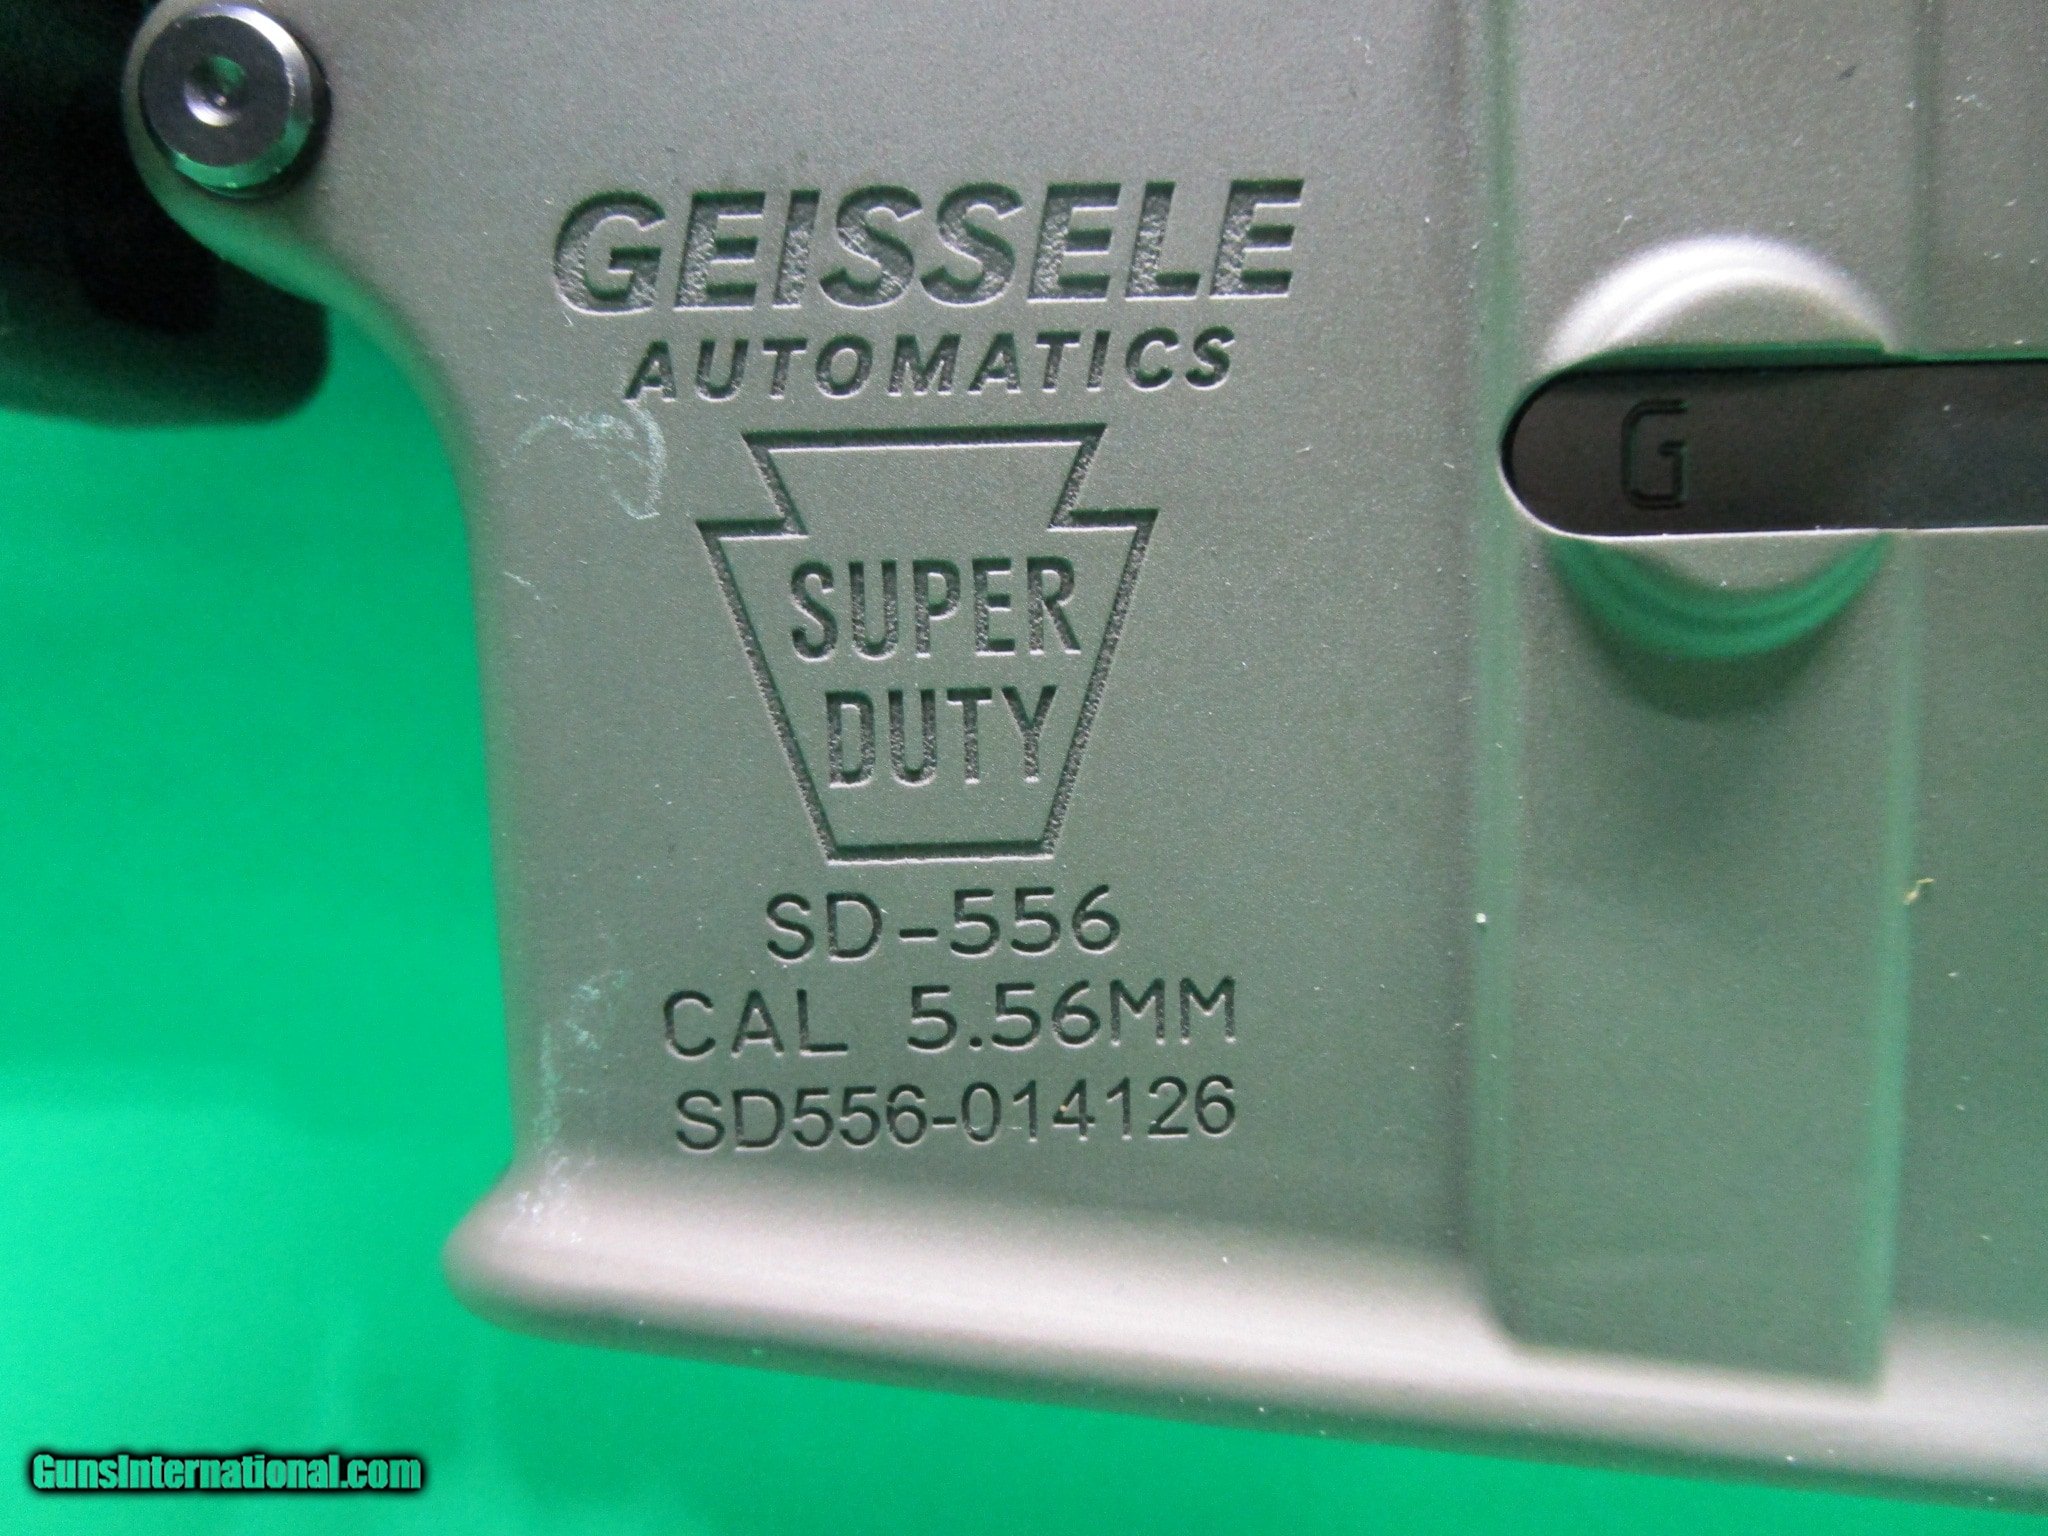 GEISSELE
AUTOMATICS
G
SUPER
DUTY
SD-556
CAL 5.56MM
SD556-014126
GunsInternational.com